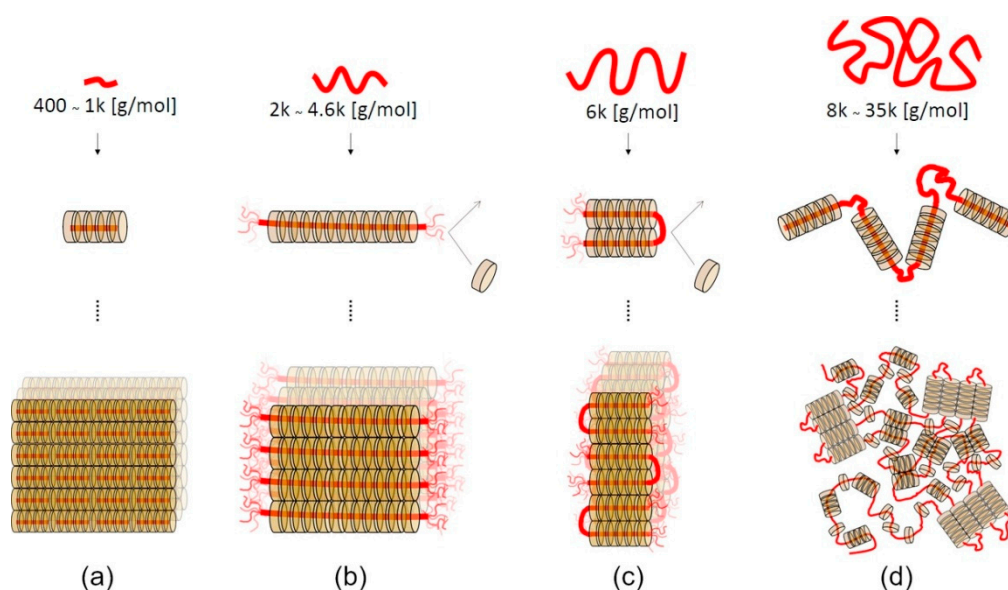 400 ~ 1k [g/mol]
2k ~ 4.6k [g/mol]
6k [g/mol]
8k ~ 35k [g/mol]
(a)
(b)
(c)
(d)